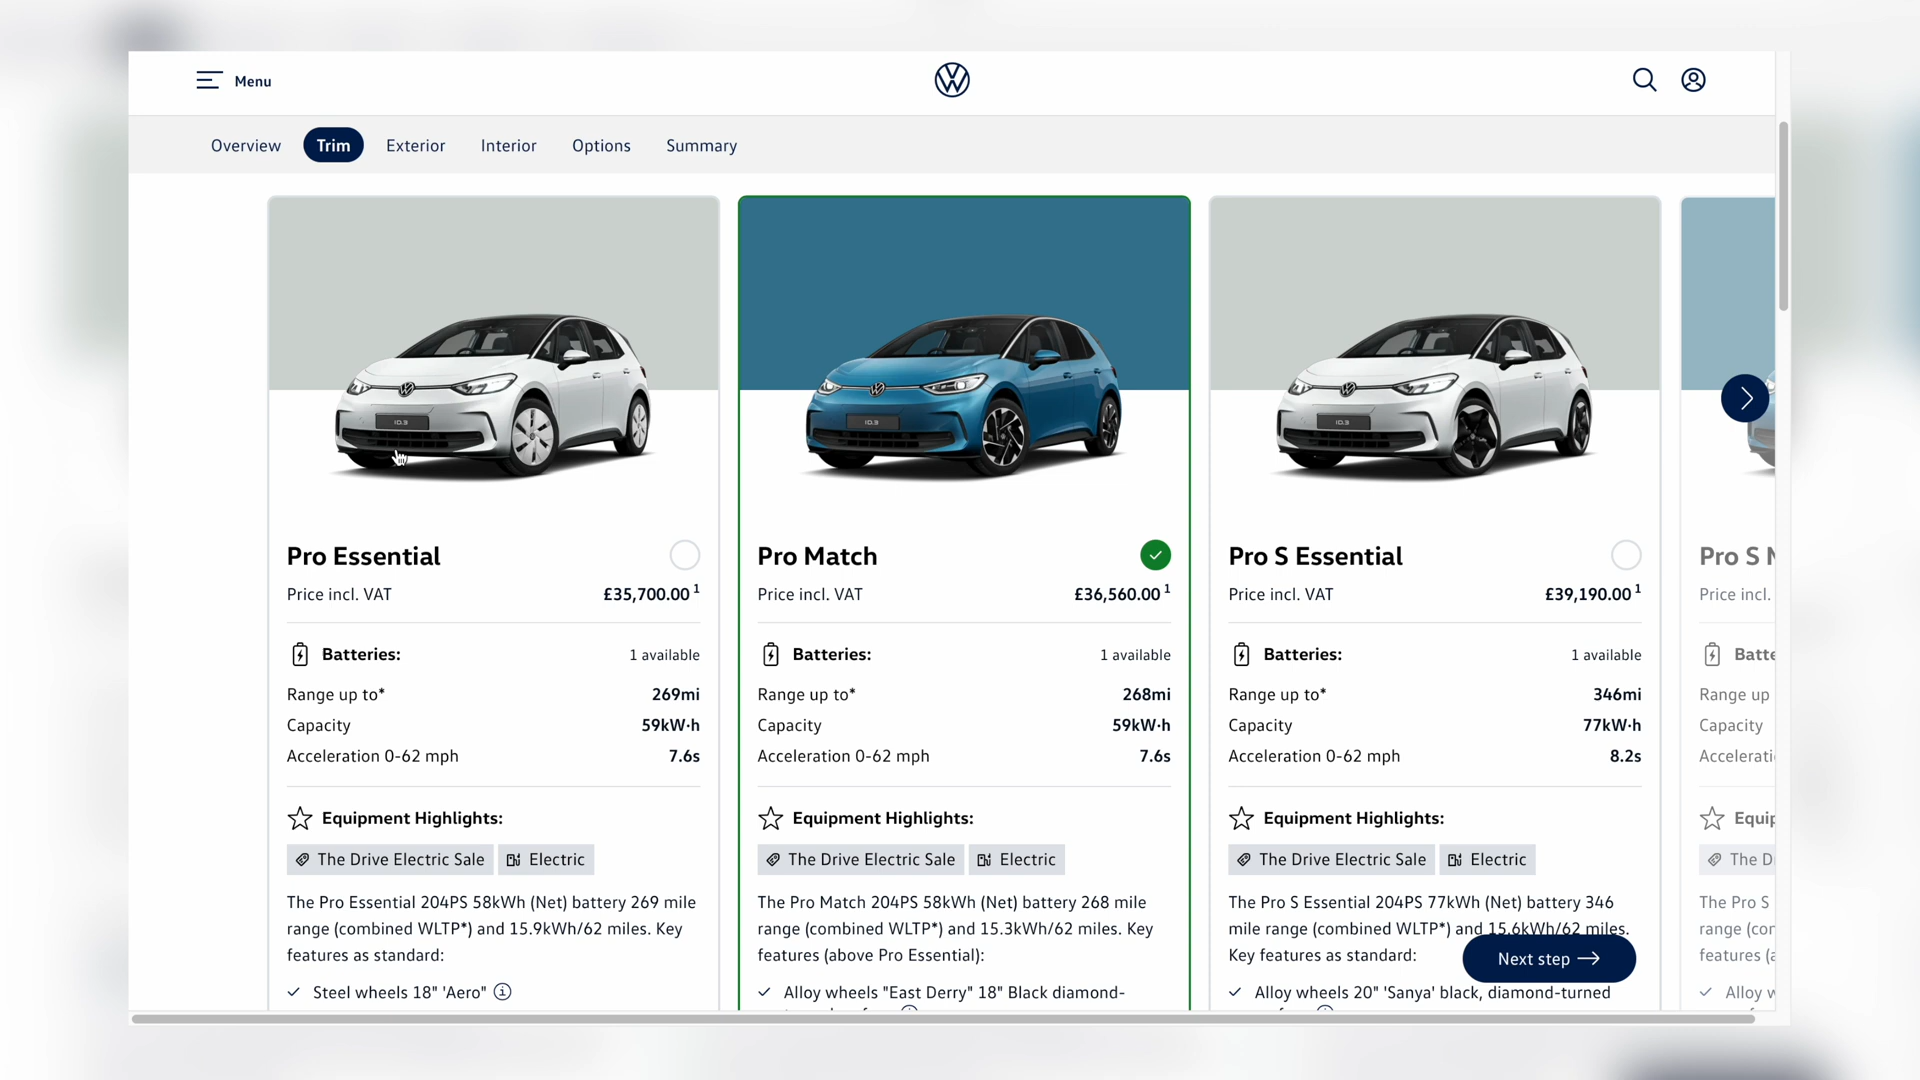 Menu
Overview
Trim
Exterior
Interior
Options
Summary
ID.3
ID.3
ID.3
Pro Essential
Price incl. VAT
£35,700.00 1
Batteries:
1 available
Range up to*
269mi
Capacity
59kW·h
Acceleration 0-62 mph
7.6s
Equipment Highlights:
The Drive Electric Sale
Electric
The Pro Essential 204PS 58kWh (Net) battery 269 mile
range (combined WLTP*) and 15.9kWh/62 miles. Key
features as standard:
Steel wheels 18" 'Aero"
Pro Match
Price incl. VAT
£36,560.00 1
Batteries:
1 available
Range up to*
268mi
Capacity
59kW·h
Acceleration 0-62 mph
7.6s
Equipment Highlights:
The Drive Electric Sale
Electric
The Pro Match 204PS 58kWh (Net) battery 268 mile
range (combined WLTP*) and 15.3kWh/62 miles. Key
features (above Pro Essential):
Alloy wheels "East Derry" 18" Black diamond-
Pro S Essential
Price incl. VAT
£39,190.00 1
Batteries:
1 available
Range up to*
346mi
Capacity
77kW·h
Acceleration 0-62 mph
8.2s
Equipment Highlights:
The Drive Electric Sale
Electric
The Pro S Essential 204PS 77kWh (Net) battery 346
mile range (combined WLTP*) and 15.6kWh/62 miles.
Key features as standard:
Next step
Alloy wheels 20" 'Sanya' black, diamond-turned
Pro S
Price incl.
Range up
Capacity
The Pro S
Alloy